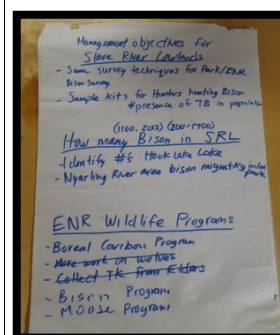 Management objectives for
Slave River Lowlands
- Same survey techniques for Park/ENR
Bison Survey
- Sample kits for Hunters hunting Bison
*presence of TB in population
(1100, 2013) (200-1700)
How many Bison in SRL
- Identify #'s Hook Lake Lake
- Nyarling River area bison migrating into
park
ENR Wildlife Programs
- Boreal Caribou Program
- More work on wolves
- Collect TK from Elders
- Bison Program
- Moose Program